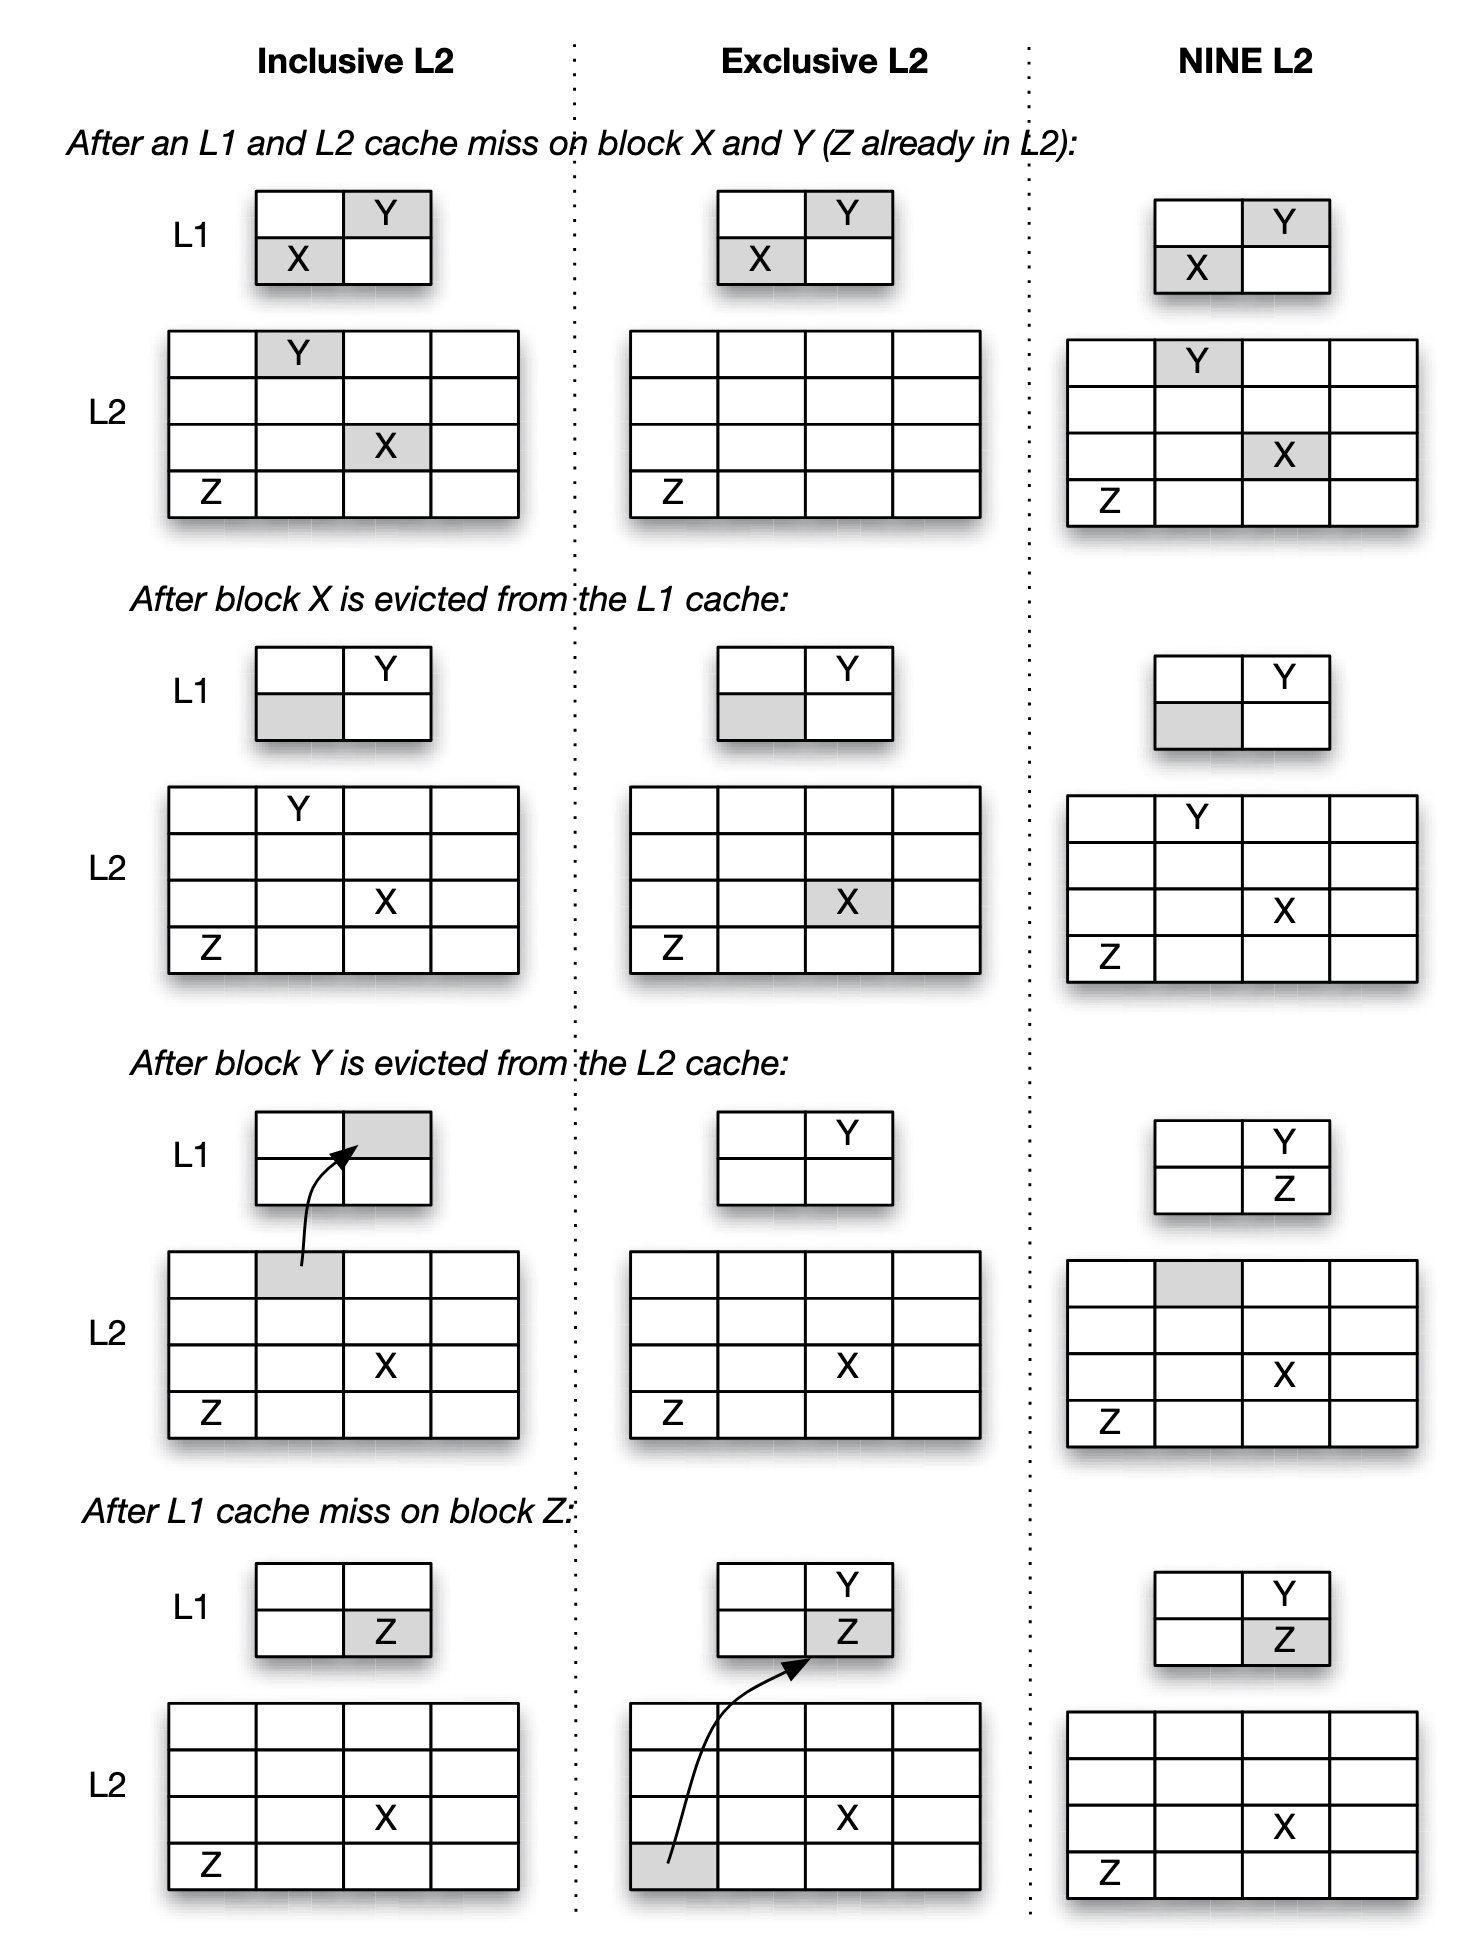 Inclusive L2 Exclusive L2 NINE L2
After an L1 and L2 cache miss on block X and Y (Z already in L2):
L1 Y Y Y
X X X
L2 Y Y
X X
Z Z Z
After block X is evicted from the L1 cache:
L1 Y Y Y
L2 Y Y
X X X
Z Z Z
After block Y is evicted from the L2 cache:
L1 Y Y
Z
L2
X X X
Z Z Z
After L1 cache miss on block Z:
L1 Y Y
Z Z Z
L2
X X X
Z Z